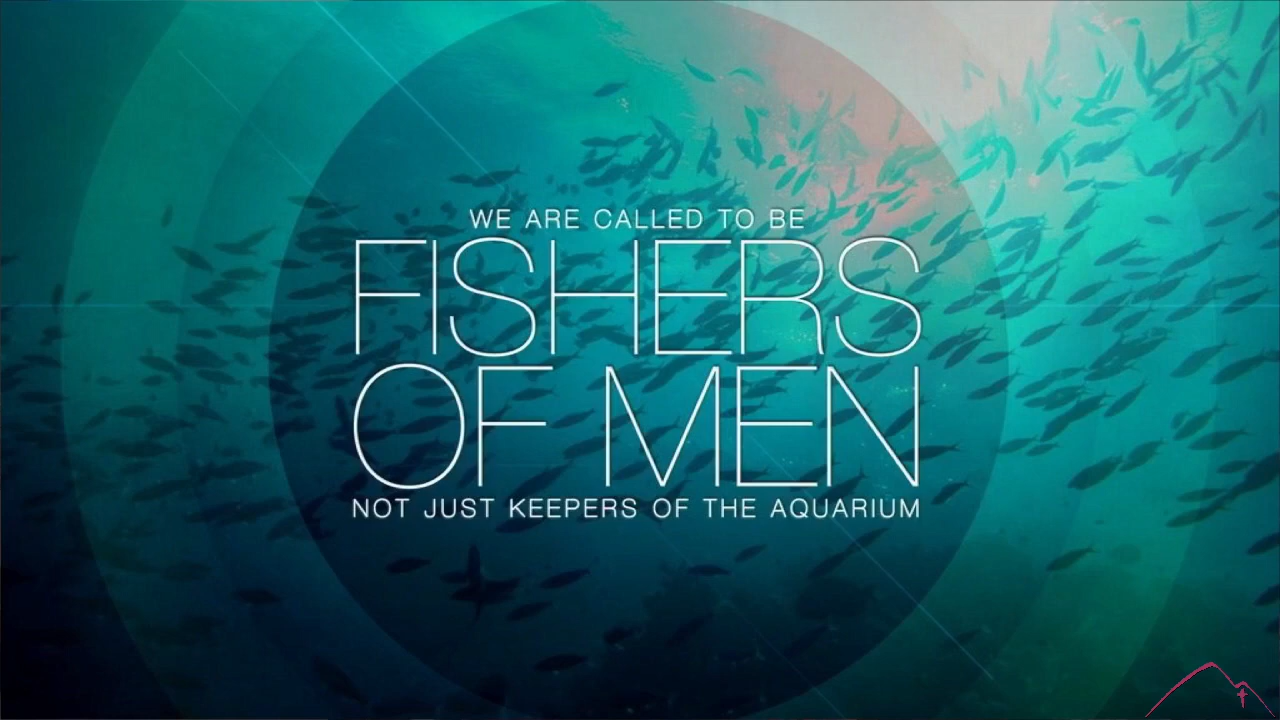 WE ARE CALLED TO BE
FISHERS
OF MEN
NOT JUST KEEPERS OF THE AQUARIUM